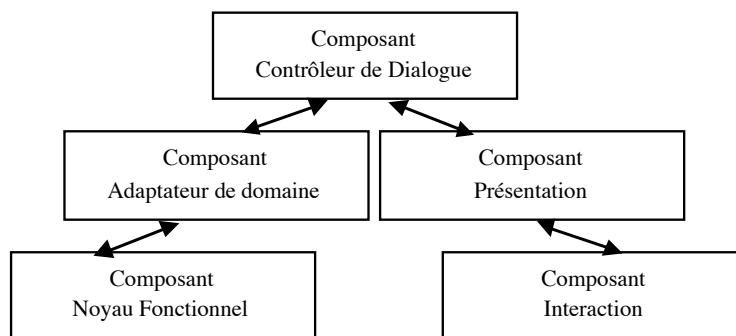 Composant
Contrôleur de Dialogue
Composant
Adaptateur de domaine
Composant
Présentation
Composant
Noyau Fonctionnel
Composant
Interaction